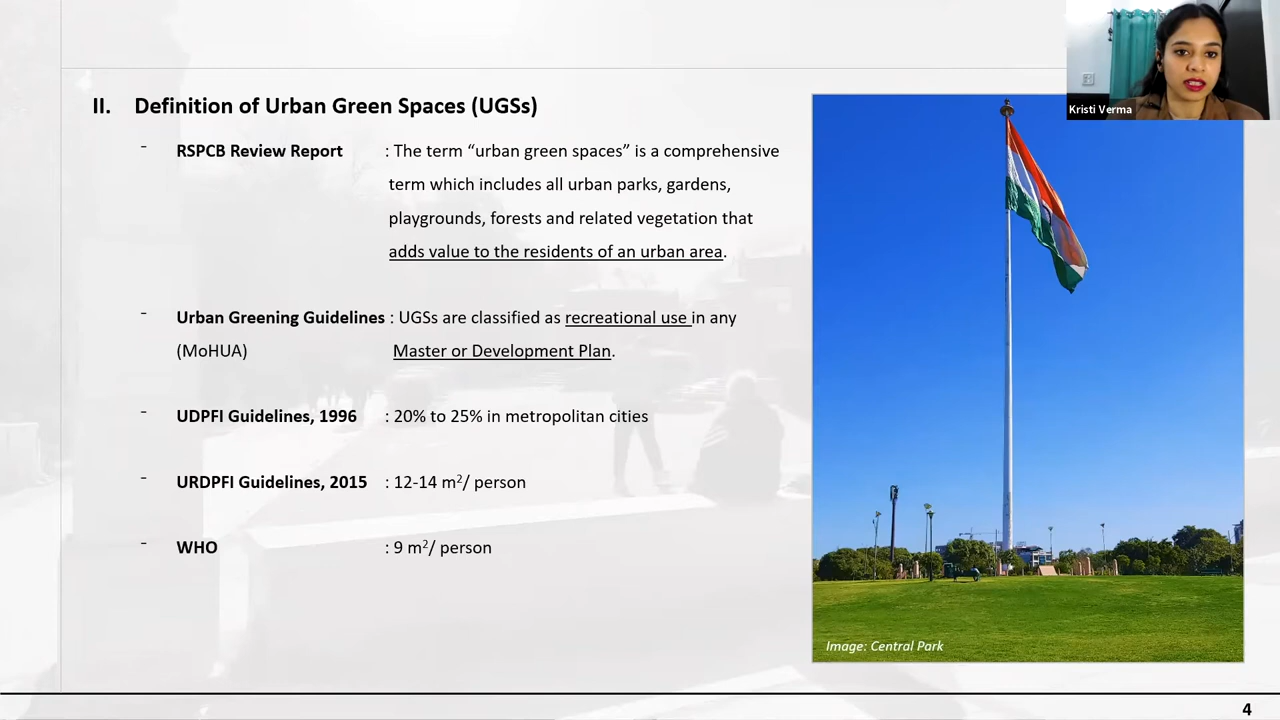 Kristi Verma
II. Definition of Urban Green Spaces (UGSs)
- RSPCB Review Report : The term “urban green spaces” is a comprehensive
term which includes all urban parks, gardens,
playgrounds, forests and related vegetation that
adds value to the residents of an urban area.
- Urban Greening Guidelines : UGSs are classified as recreational use in any
(MoHUA) Master or Development Plan.
- UDPFI Guidelines, 1996 : 20% to 25% in metropolitan cities
- URDPFI Guidelines, 2015 : 12-14 m²/ person
- WHO : 9 m²/ person
Image: Central Park
4